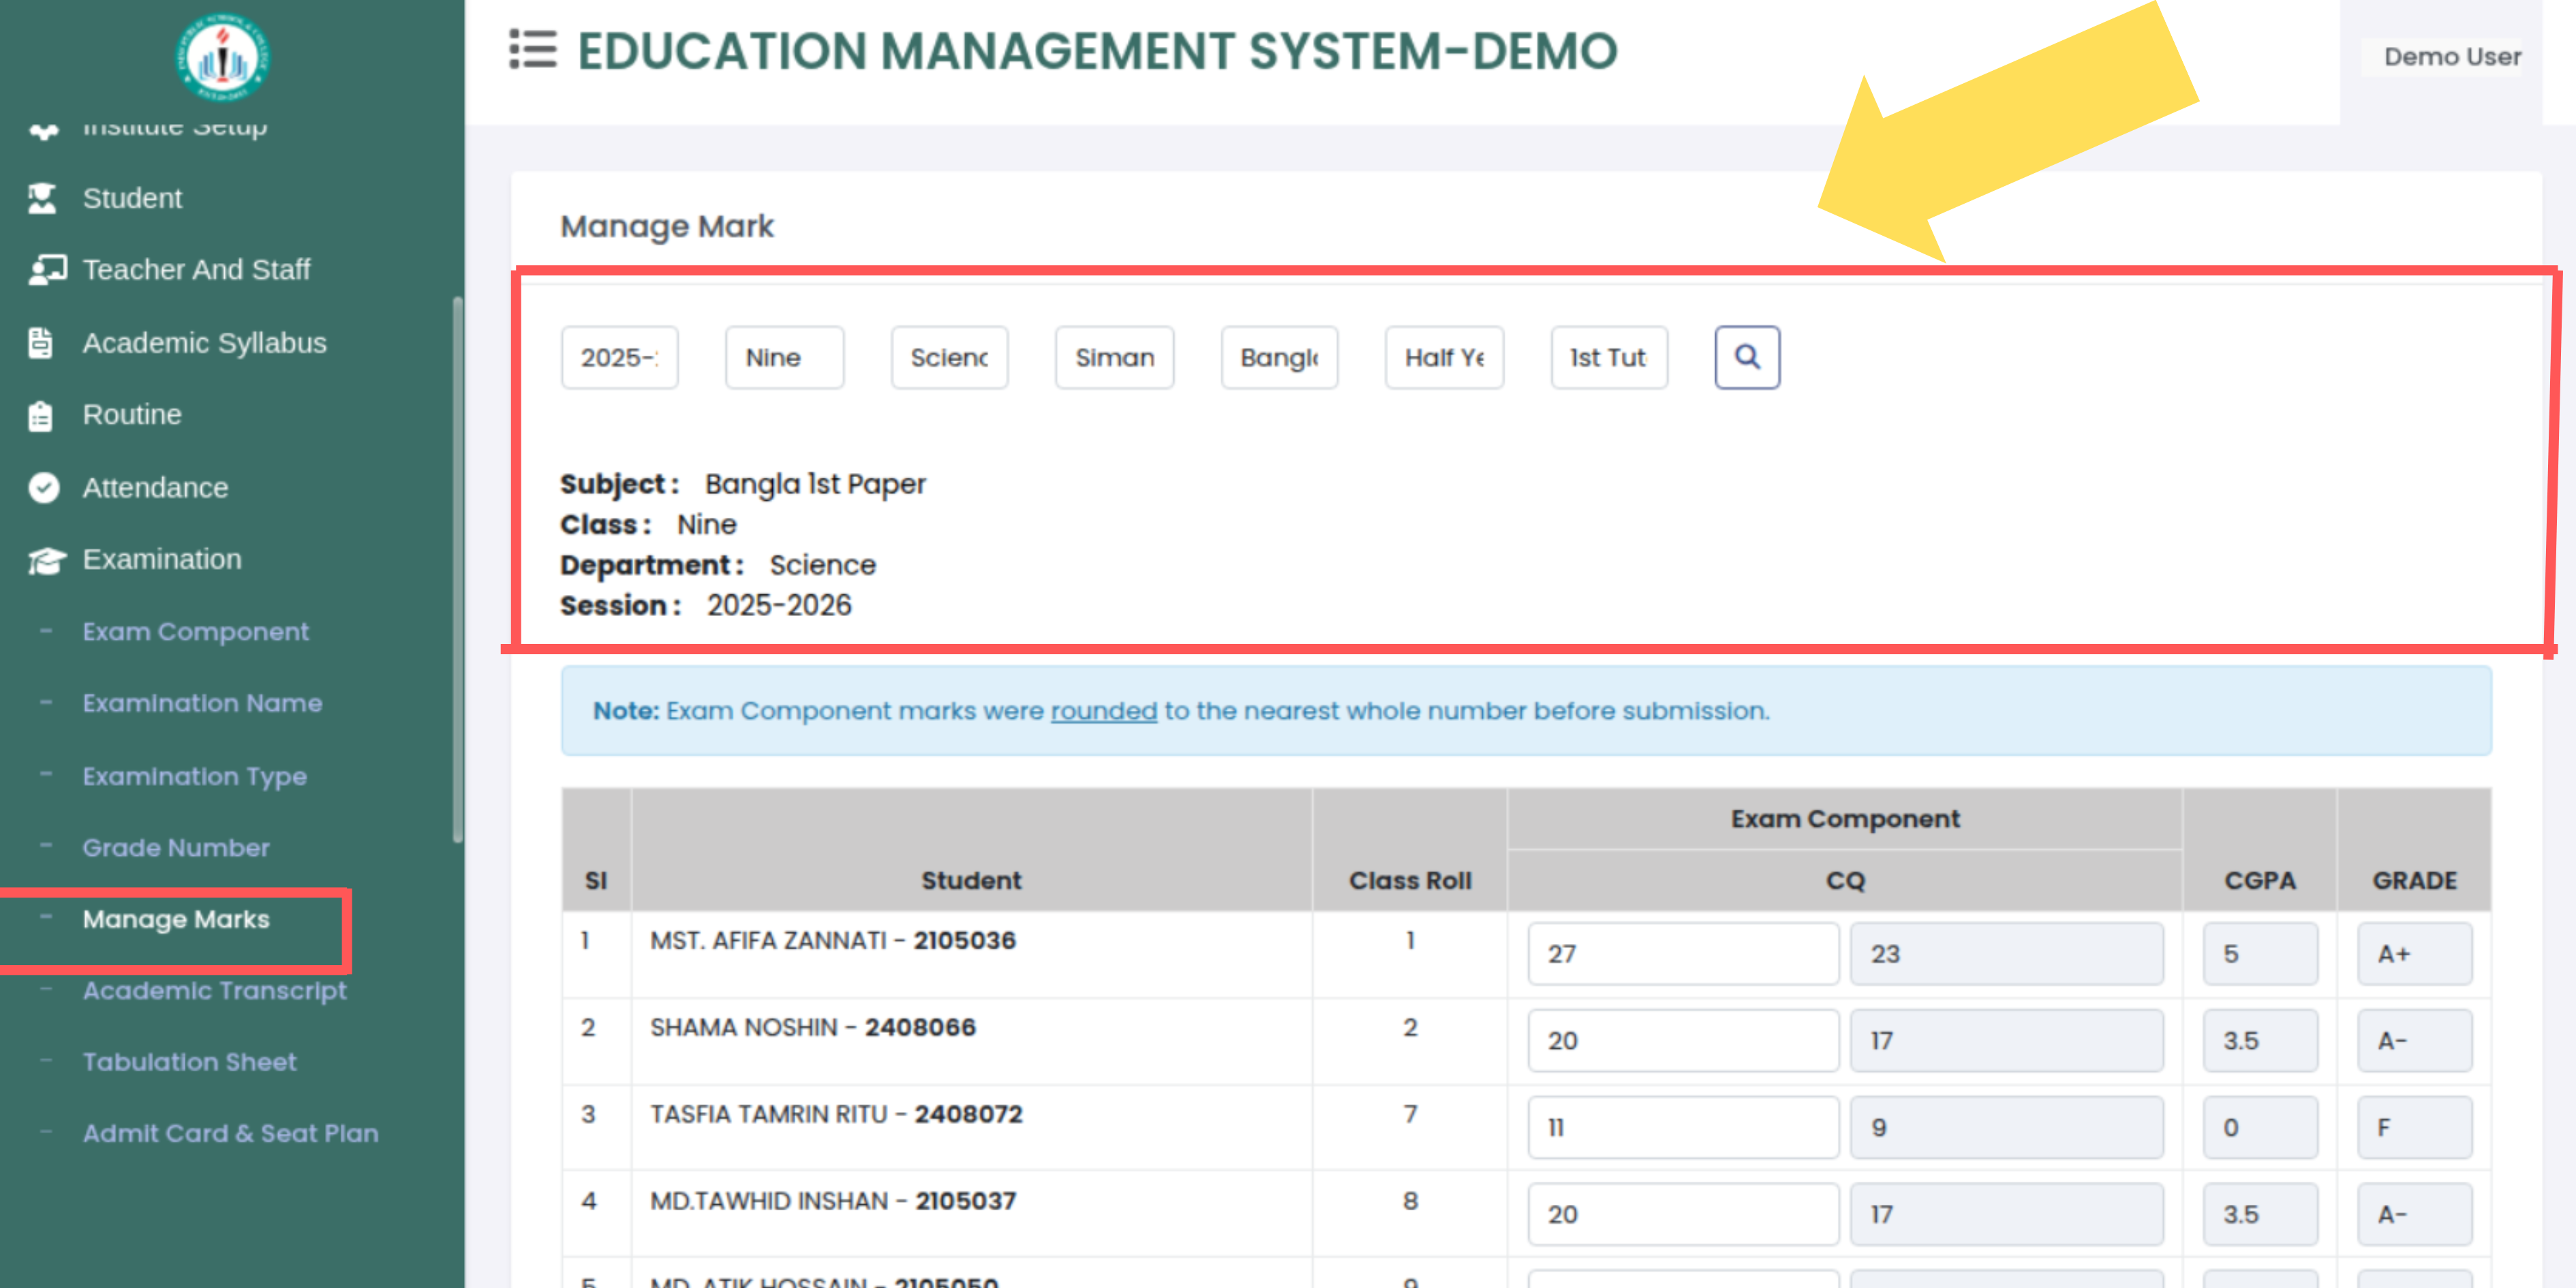 EDUCATION MANAGEMENT SYSTEM-DEMO
Demo User
Institute Setup
Student
Teacher And Staff
Academic Syllabus
Routine
Attendance
Examination
- Exam Component
- Examination Name
- Examination Type
- Grade Number
- Manage Marks
- Academic Transcript
- Tabulation Sheet
- Admit Card & Seat Plan
Manage Mark
2025- Nine Scienc Siman Bangl Half Ye 1st Tut
Subject : Bangla 1st Paper
Class : Nine
Department : Science
Session : 2025-2026
Note: Exam Component marks were rounded to the nearest whole number before submission.
Exam Component
Sl Student Class Roll CQ CGPA GRADE
1 MST. AFIFA ZANNATI - 2105036 1 27 23 5 A+
2 SHAMA NOSHIN - 2408066 2 20 17 3.5 A-
3 TASFIA TAMRIN RITU - 2408072 7 11 9 0 F
4 MD.TAWHID INSHAN - 2105037 8 20 17 3.5 A-
5 MD. ATIK HOSSAIN - 2105050 9